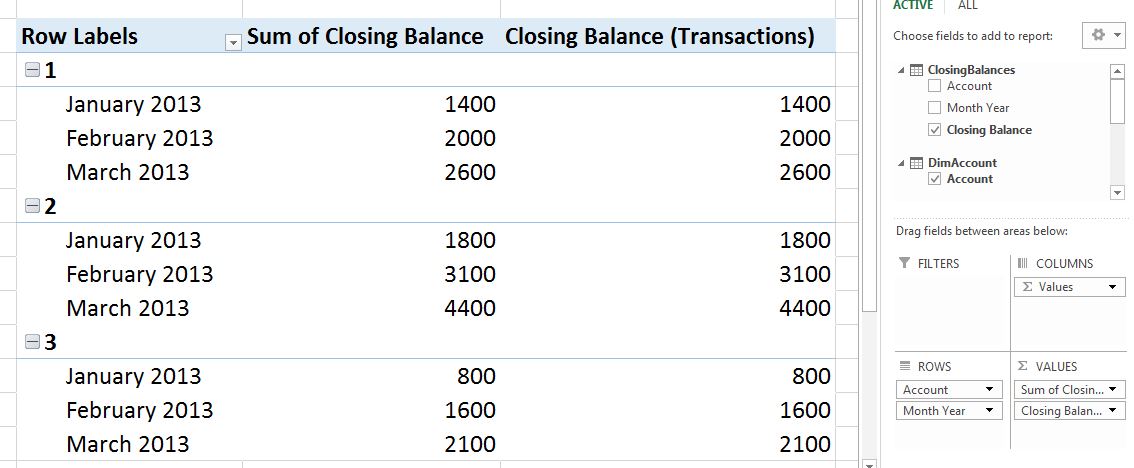 Row Labels Sum of Closing Balance Closing Balance (Transactions)
1
January 2013 1400 1400
February 2013 2000 2000
March 2013 2600 2600
2
January 2013 1800 1800
February 2013 3100 3100
March 2013 4400 4400
3
January 2013 800 800
February 2013 1600 1600
March 2013 2100 2100
ACTIVE ALL
Choose fields to add to report:
ClosingBalances
Account
Month Year
Closing Balance
DimAccount
Account
Drag fields between areas below:
FILTERS COLUMNS
Σ Values
ROWS Σ VALUES
Account Sum of Closin...
Month Year Closing Balan...